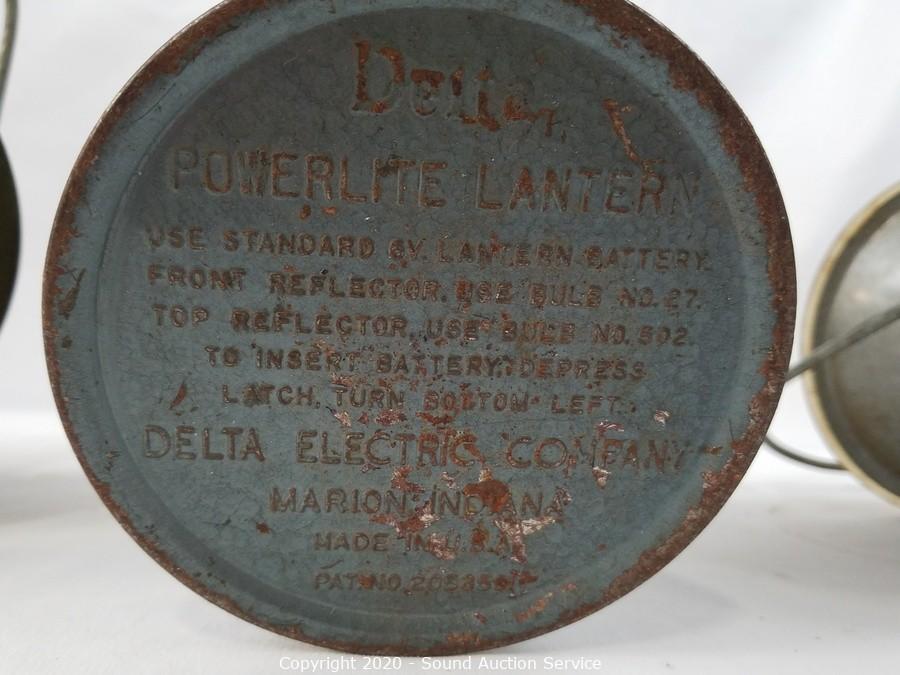 Delta
POWERLITE LANTERN
USE STANDARD 6V. LANTERN BATTERY.
FRONT REFLECTOR, USE BULB NO. 27.
TOP REFLECTOR, USE BULB NO. 502.
TO INSERT BATTERY, DEPRESS
LATCH, TURN BOTTOM LEFT.
DELTA ELECTRIC COMPANY
MARION, INDIANA
MADE IN U.S.A.
PAT. NO.
Copyright 2020 - Sound Auction Service